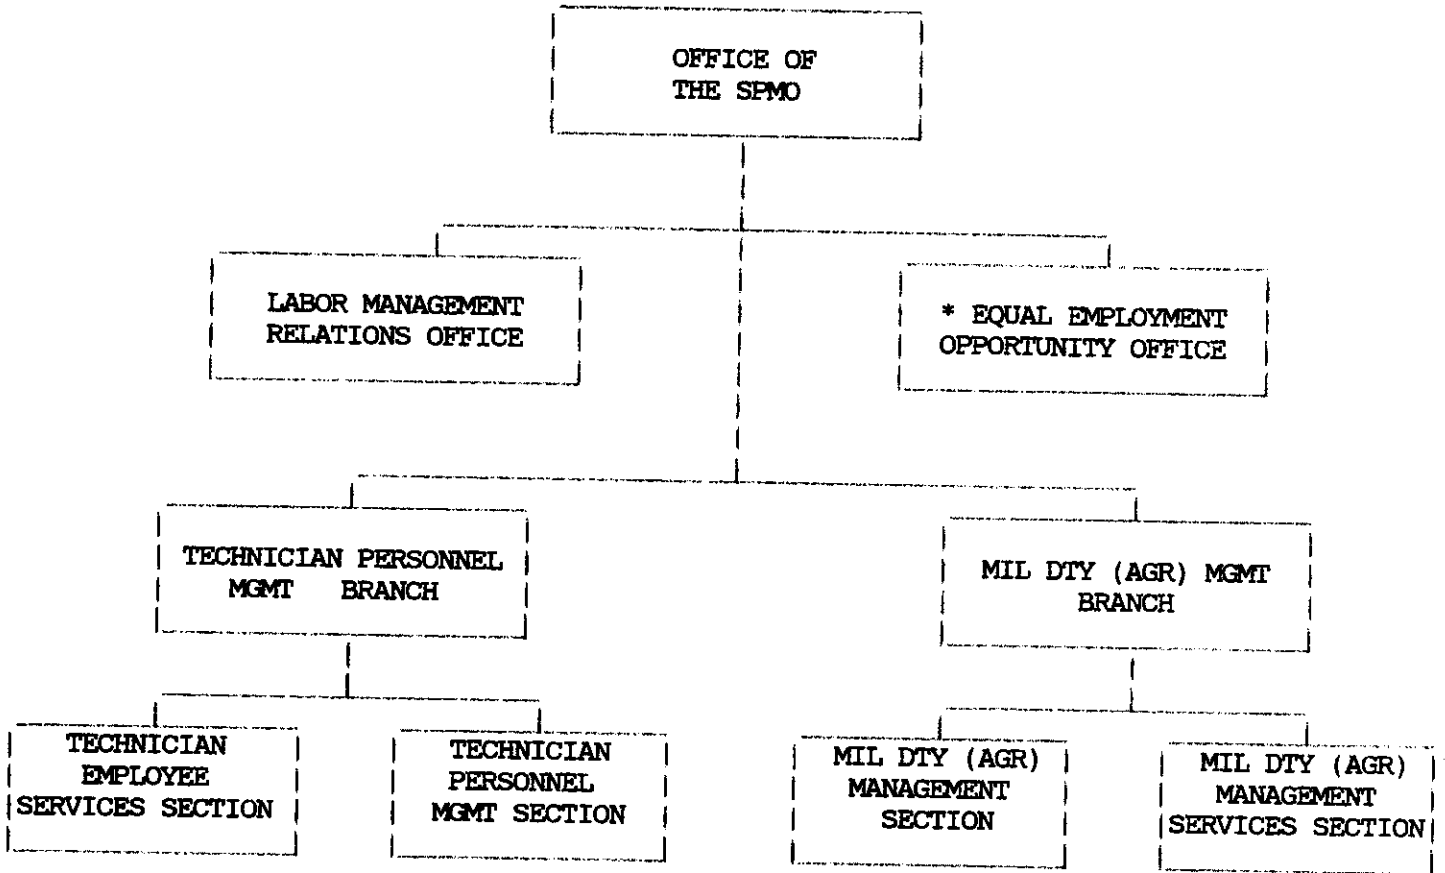 OFFICE OF
THE SPMO
LABOR MANAGEMENT
RELATIONS OFFICE
* EQUAL EMPLOYMENT
OPPORTUNITY OFFICE
TECHNICIAN PERSONNEL
MGMT BRANCH
MIL DTY (AGR) MGMT
BRANCH
TECHNICIAN
EMPLOYEE
SERVICES SECTION
TECHNICIAN
PERSONNEL
MGMT SECTION
MIL DTY (AGR)
MANAGEMENT
SECTION
MIL DTY (AGR)
MANAGEMENT
SERVICES SECTION